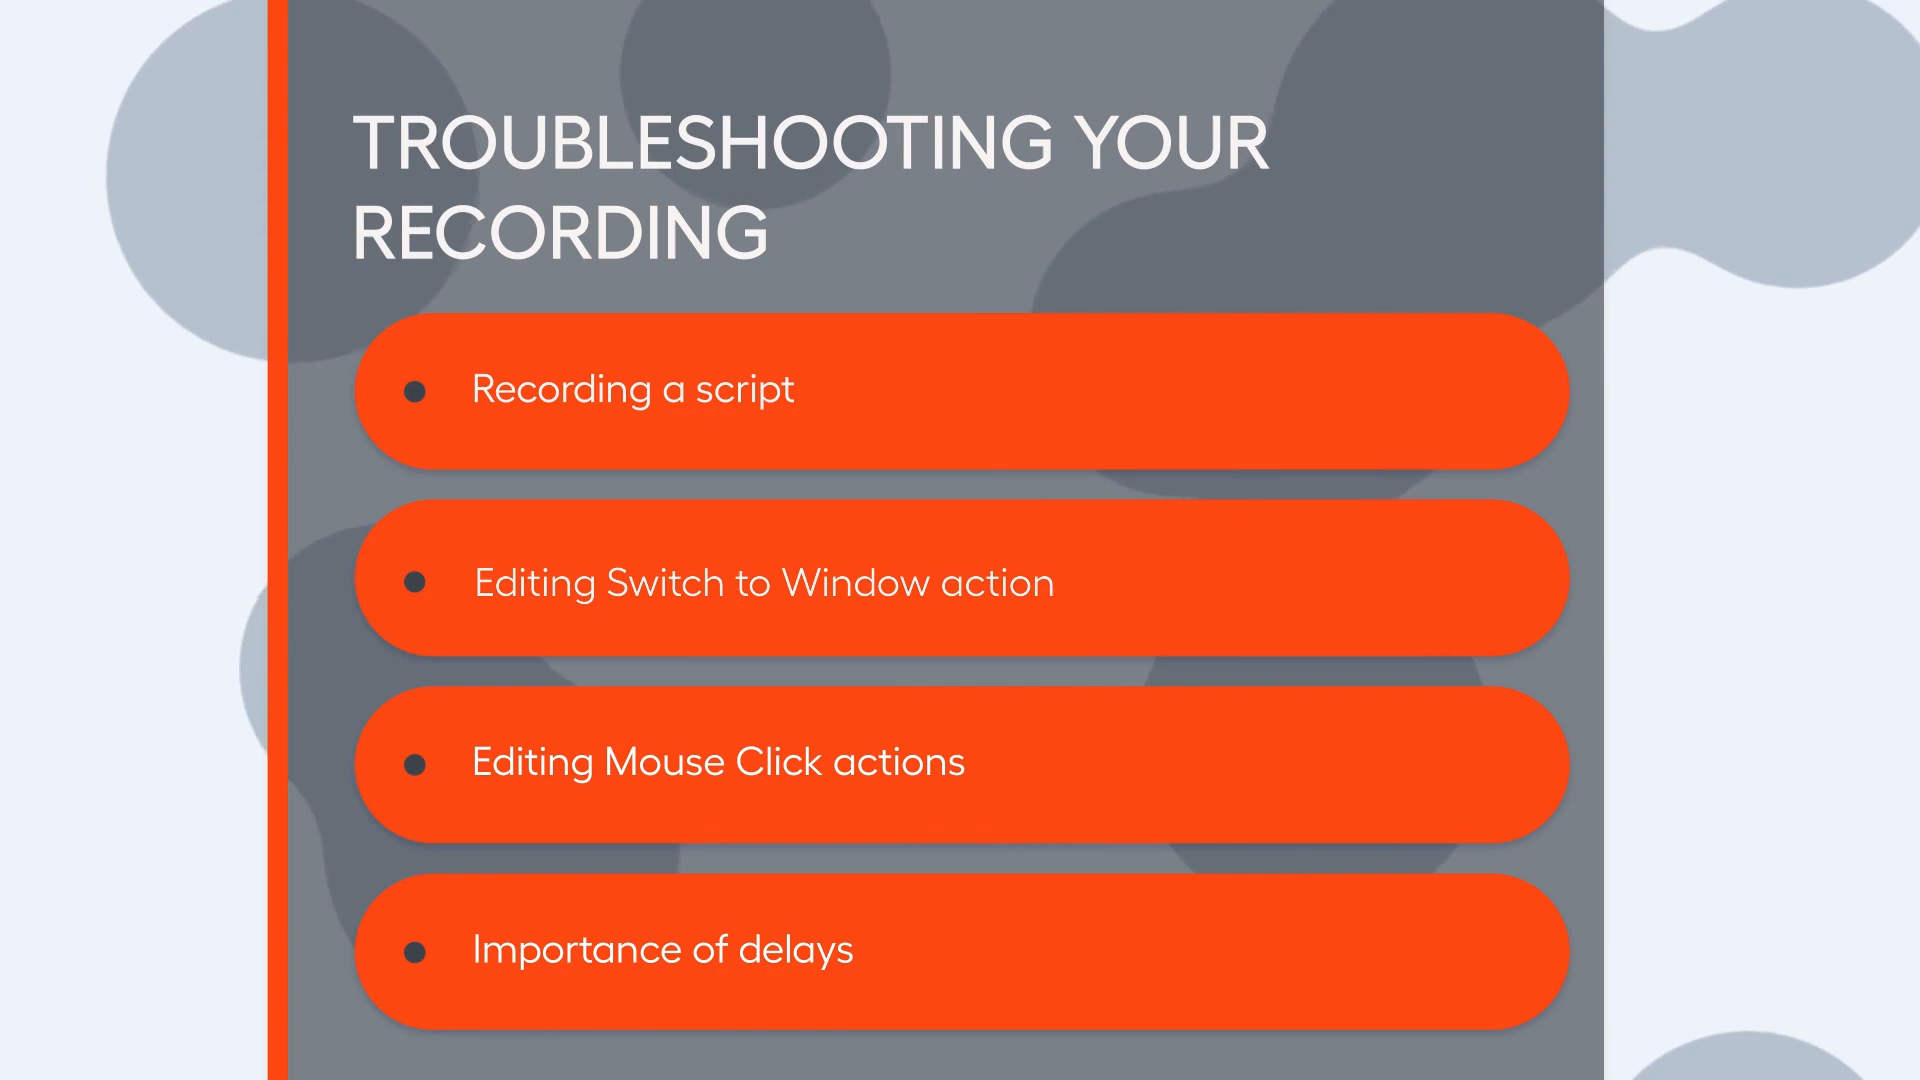 TROUBLESHOOTING YOUR
RECORDING
Recording a script
Editing Switch to Window action
Editing Mouse Click actions
Importance of delays